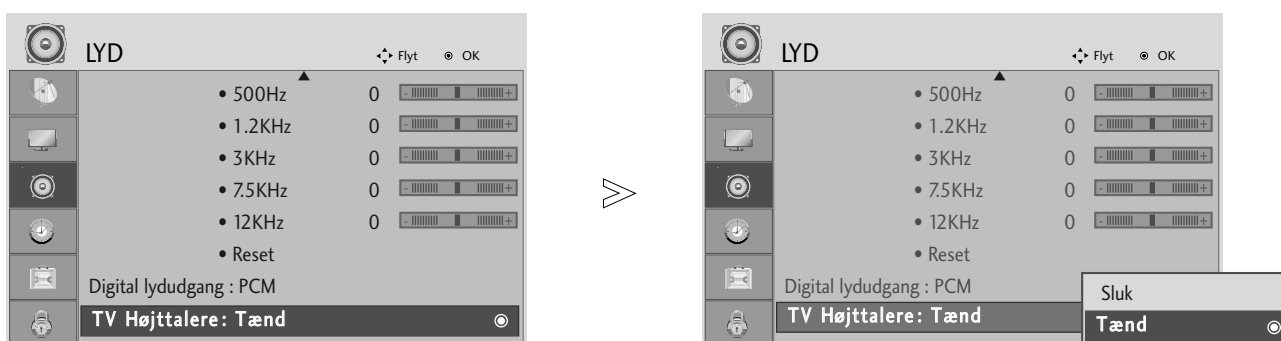 LYD
Flyt OK
• 500Hz 0 - +
• 1.2KHz 0 - +
• 3KHz 0 - +
• 7.5KHz 0 - +
• 12KHz 0 - +
• Reset
Digital lydudgang : PCM
TV Højttalere: Tænd
>
LYD
Flyt OK
• 500Hz 0 - +
• 1.2KHz 0 - +
• 3KHz 0 - +
• 7.5KHz 0 - +
• 12KHz 0 - +
• Reset
Digital lydudgang : PCM
TV Højttalere: Tænd
Sluk
Tænd